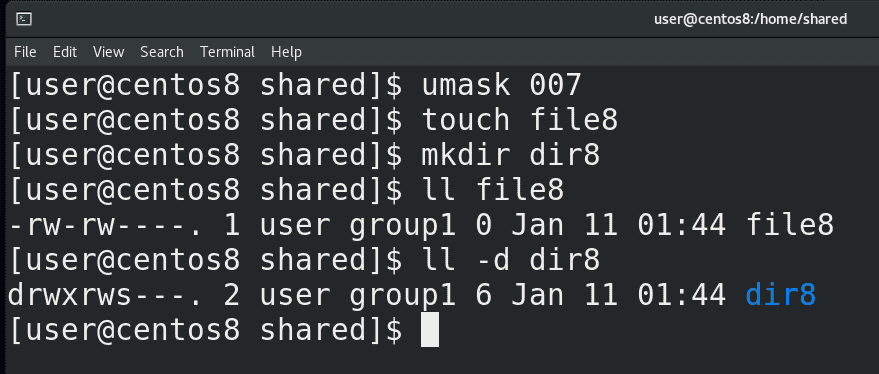 user@centos8:/home/shared
File Edit View Search Terminal Help
[user@centos8 shared]$ umask 007
[user@centos8 shared]$ touch file8
[user@centos8 shared]$ mkdir dir8
[user@centos8 shared]$ ll file8
-rw-rw----. 1 user group1 0 Jan 11 01:44 file8
[user@centos8 shared]$ ll -d dir8
drwxrws---. 2 user group1 6 Jan 11 01:44 dir8
[user@centos8 shared]$